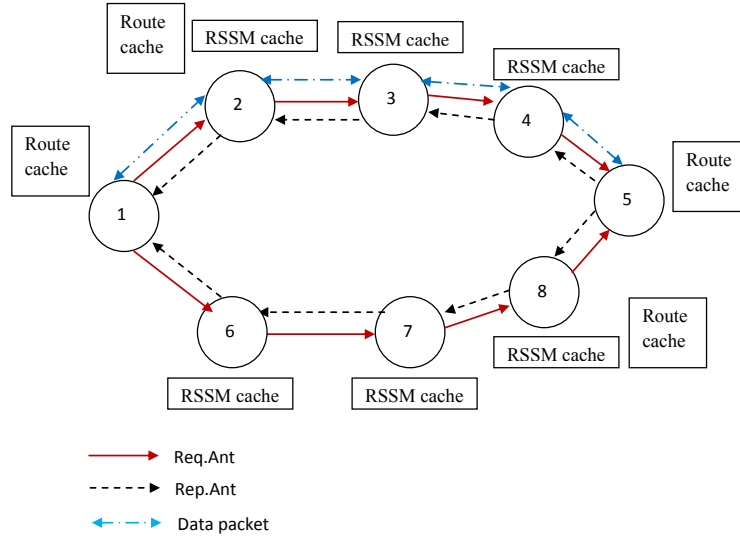 Route
cache
RSSM cache
RSSM cache
RSSM cache
2
3
4
Route
cache
Route
cache
1
5
8
6
7
Route
cache
RSSM cache
RSSM cache
RSSM cache
Req.Ant
Rep.Ant
Data packet